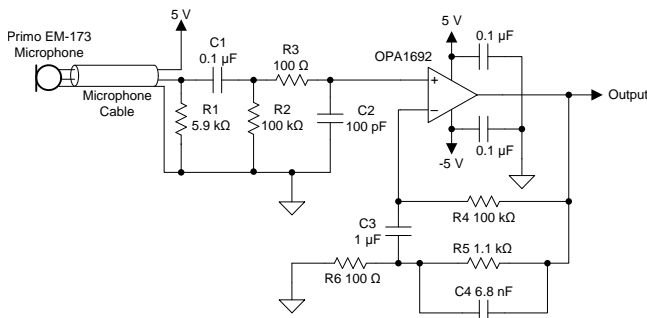 5 V
Primo EM-173
Microphone
Microphone
Cable
C1
0.1 µF
R3
100 Ω
R1
5.9 kΩ
R2
100 kΩ
C2
100 pF
OPA1692
5 V
0.1 µF
+
−
-5 V
0.1 µF
Output
R4 100 kΩ
C3
1 µF
R5 1.1 kΩ
R6 100 Ω
C4 6.8 nF